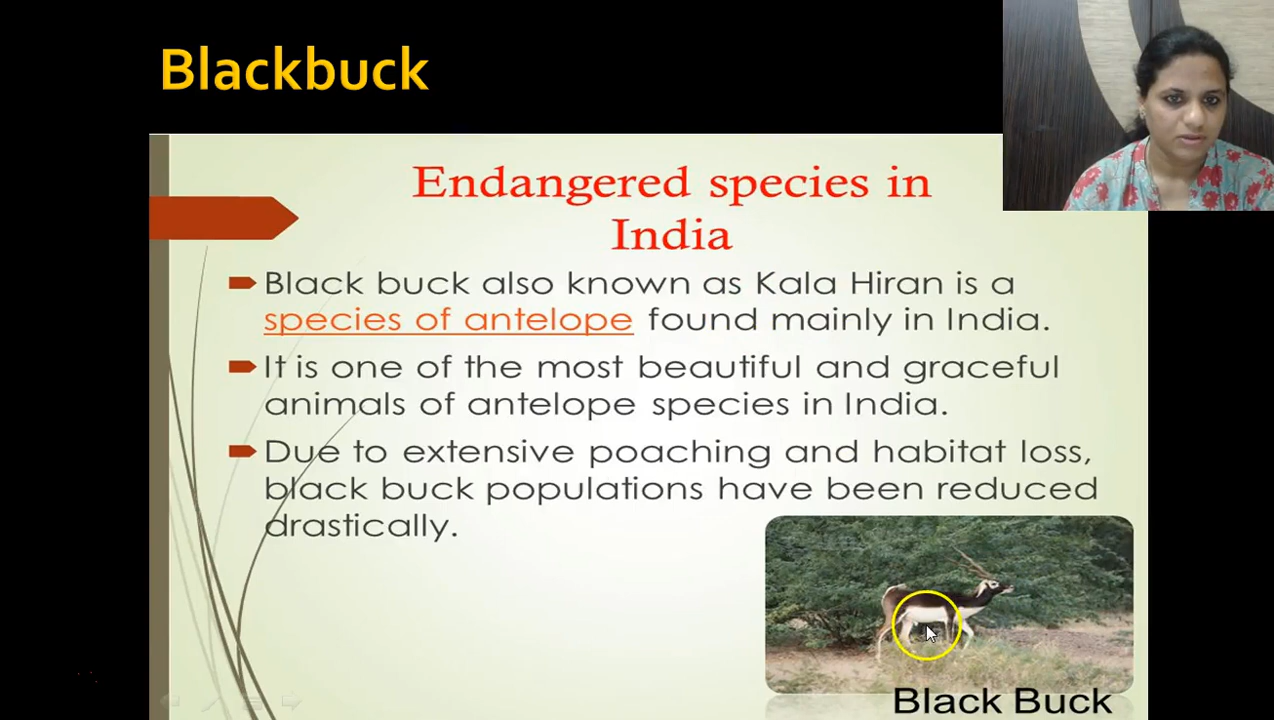 Blackbuck
Endangered species in
India
Black buck also known as Kala Hiran is a
species of antelope found mainly in India.
It is one of the most beautiful and graceful
animals of antelope species in India.
Due to extensive poaching and habitat loss,
black buck populations have been reduced
drastically.
Black Buck